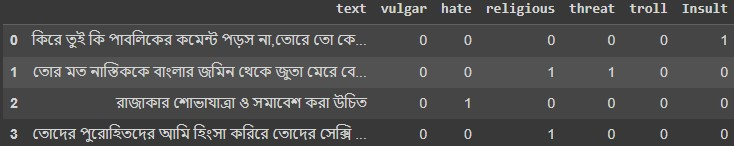 text vulgar hate religious threat troll Insult
0 কিরে তুই কি পাবলিকের কমেন্ট পড়স না,তোরে তো কে... 0 0 0 0 0 1
1 তোর মত নাস্তিককে বাংলার জমিন থেকে জুতা মেরে বে... 0 0 1 1 0 0
2 রাজাকার শোভাযাত্রা ও সমাবেশ করা উচিত 0 1 0 0 0 0
3 তোদের পুরোহিতদের আমি হিংসা করিরে তোদের সেক্সি ... 0 0 1 0 0 0